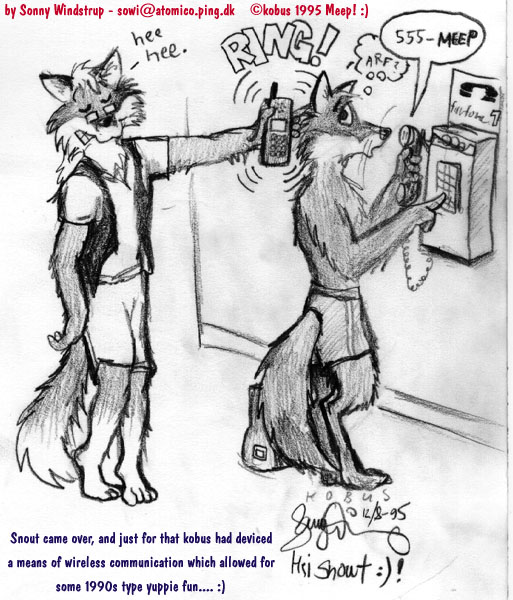 by Sonny Windstrup - sowi@atomico.ping.dk ©kobus 1995 Meep! :)
hee
hee.
RING!
ARF?
555-MEEP
KOBUS
© 12/8-95
Hsi Snout :)!
Snout came over, and just for that kobus had deviced
a means of wireless communication which allowed for
some 1990s type yuppie fun.... :)